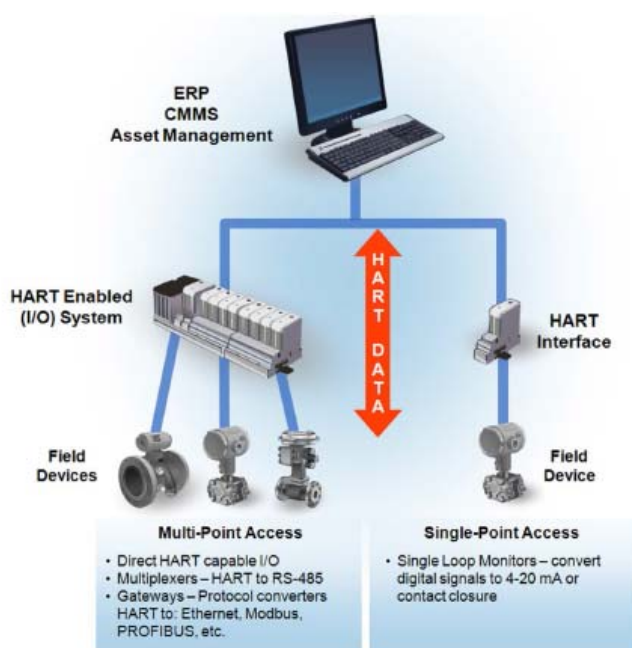 ERP
CMMS
Asset Management
HART Enabled
(I/O) System
HART DATA
HART
Interface
Field
Devices
Field
Device
Multi-Point Access
• Direct HART capable I/O
• Multiplexers – HART to RS-485
• Gateways – Protocol converters
HART to: Ethernet, Modbus,
PROFIBUS, etc.
Single-Point Access
• Single Loop Monitors – convert
digital signals to 4-20 mA or
contact closure